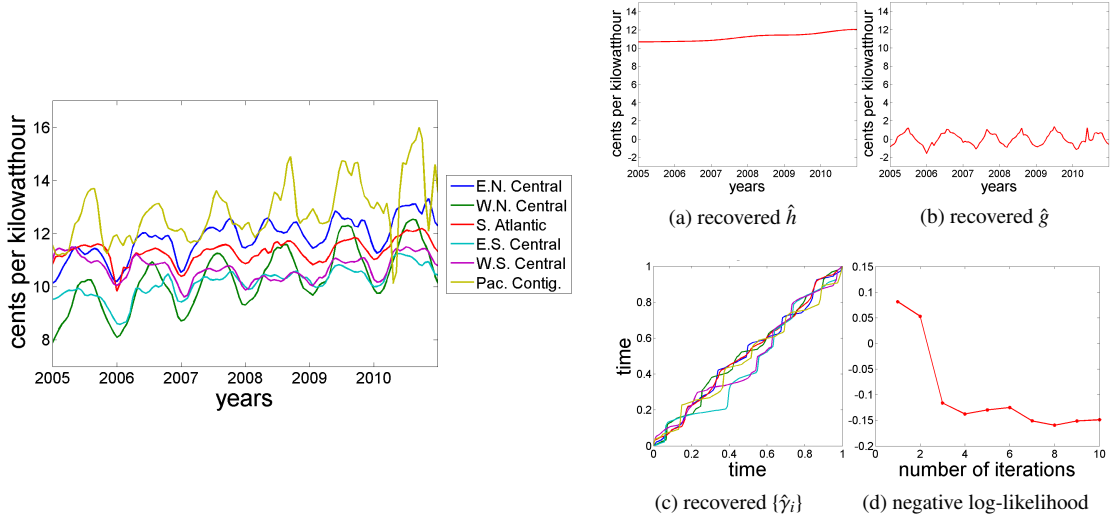 16
14
12
10
8
2005 2006 2007 2008 2009 2010
years
cents per kilowatthour
E.N. Central
W.N. Central
S. Atlantic
E.S. Central
W.S. Central
Pac. Contig.
14
12
10
8
6
4
2
0
-2
2005 2006 2007 2008 2009 2010
years
cents per kilowatthour
(a) recovered ĥ
14
12
10
8
6
4
2
0
-2
2005 2006 2007 2008 2009 2010
years
cents per kilowatthour
(b) recovered ĝ
1
0.8
0.6
0.4
0.2
0
0 0.2 0.4 0.6 0.8 1
time
time
(c) recovered {γ̂ᵢ}
0.15
0.1
0.05
0
-0.05
-0.1
-0.15
-0.2
0 2 4 6 8 10
number of iterations
(d) negative log-likelihood